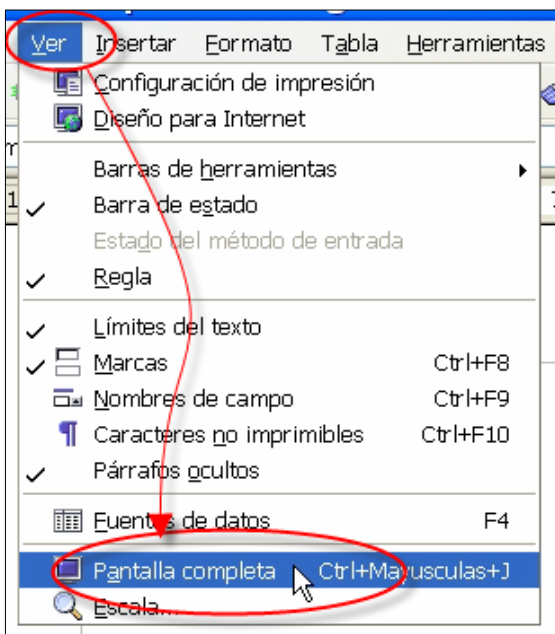 Ver Insertar Formato Tabla Herramientas
Configuración de impresión
Diseño para Internet
Barras de herramientas
Barra de estado
Estado del método de entrada
Regla
Límites del texto
Marcas Ctrl+F8
Nombres de campo Ctrl+F9
Caracteres no imprimibles Ctrl+F10
Párrafos ocultos
Fuentes de datos F4
Pantalla completa Ctrl+Mayusculas+J
Escala...